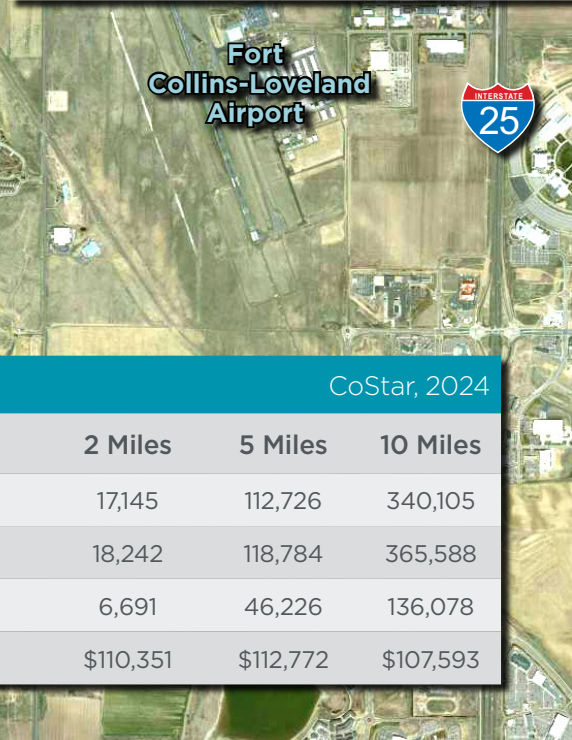 Fort
Collins-Loveland
Airport
INTERSTATE
25
CoStar, 2024
2 Miles 5 Miles 10 Miles
17,145 112,726 340,105
18,242 118,784 365,588
6,691 46,226 136,078
$110,351 $112,772 $107,593